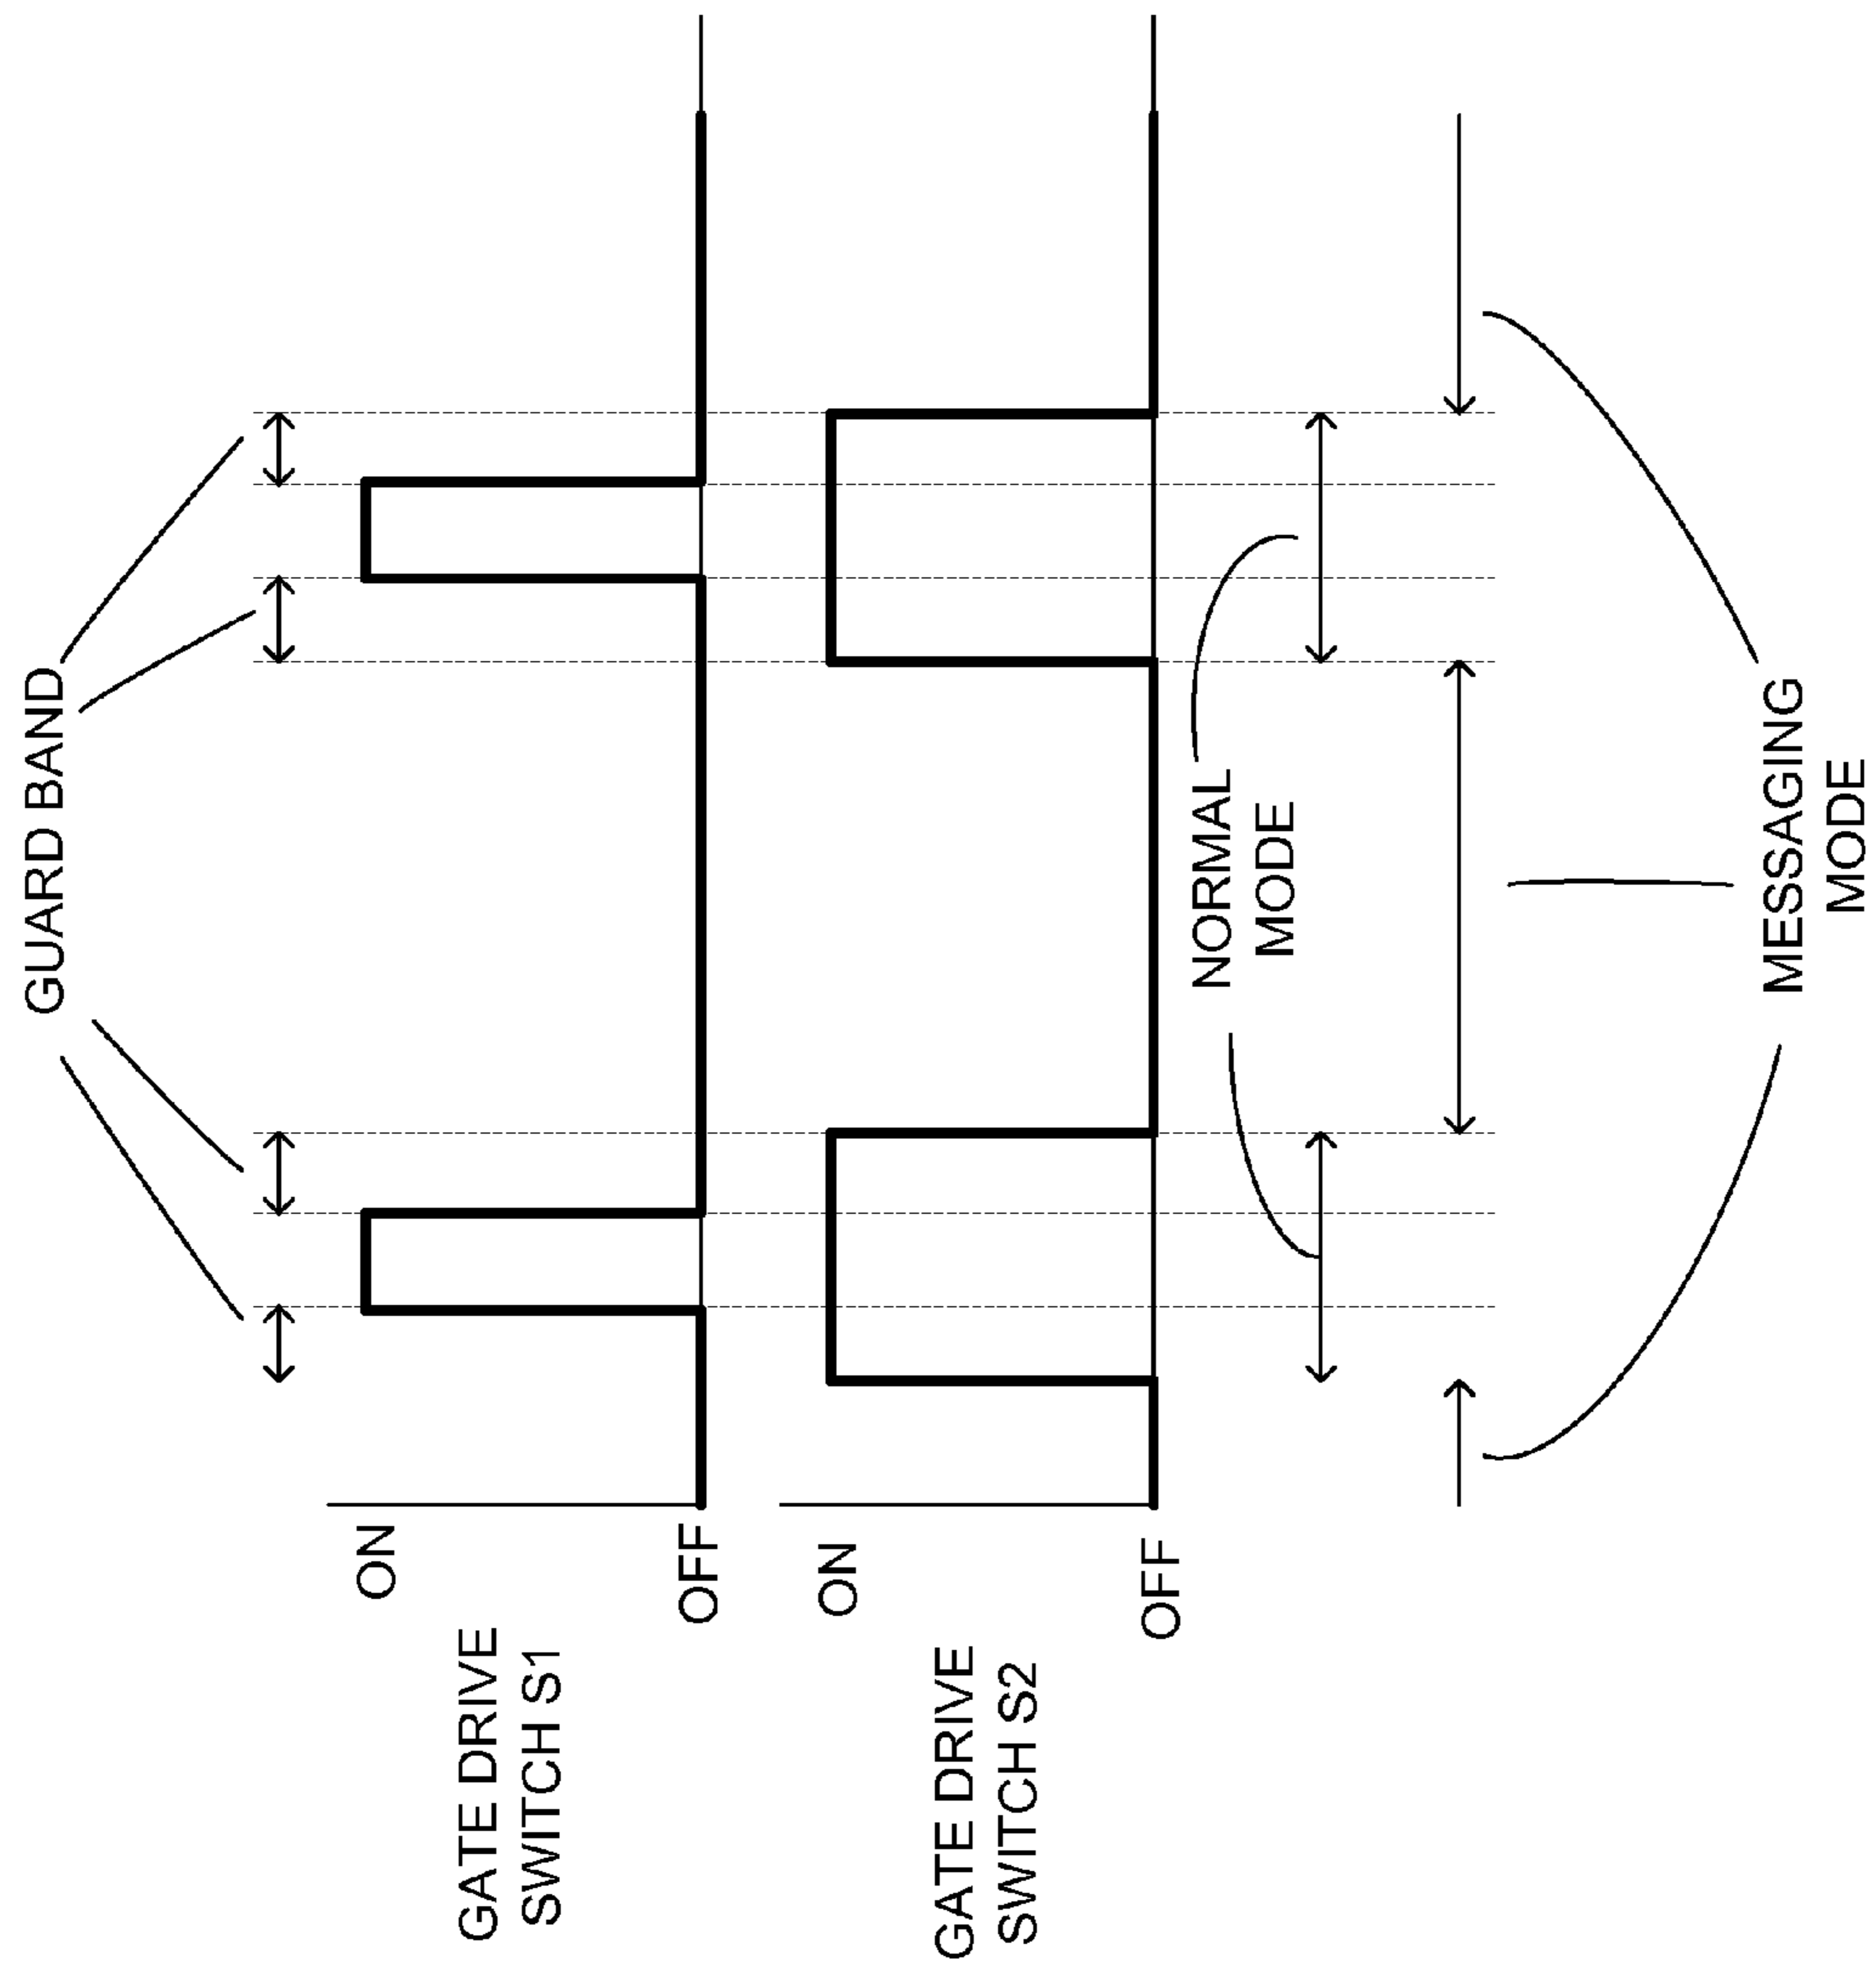 GUARD BAND
ON
GATE DRIVE
SWITCH S1
OFF
ON
GATE DRIVE
SWITCH S2
OFF
NORMAL
MODE
MESSAGING
MODE